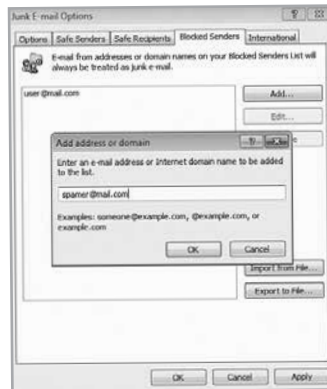 Junk E-mail Options
Options Safe Senders Safe Recipients Blocked Senders International
E-mail from addresses or domain names on your Blocked Senders List will
always be treated as junk e-mail.
user@mail.com
Add...
Edit...
Add address or domain
Enter an e-mail address or Internet domain name to be added
to the list.
spamer@mail.com
Examples: someone@example.com, @example.com, or
example.com
OK Cancel
Import from File...
Export to File...
OK Cancel Apply